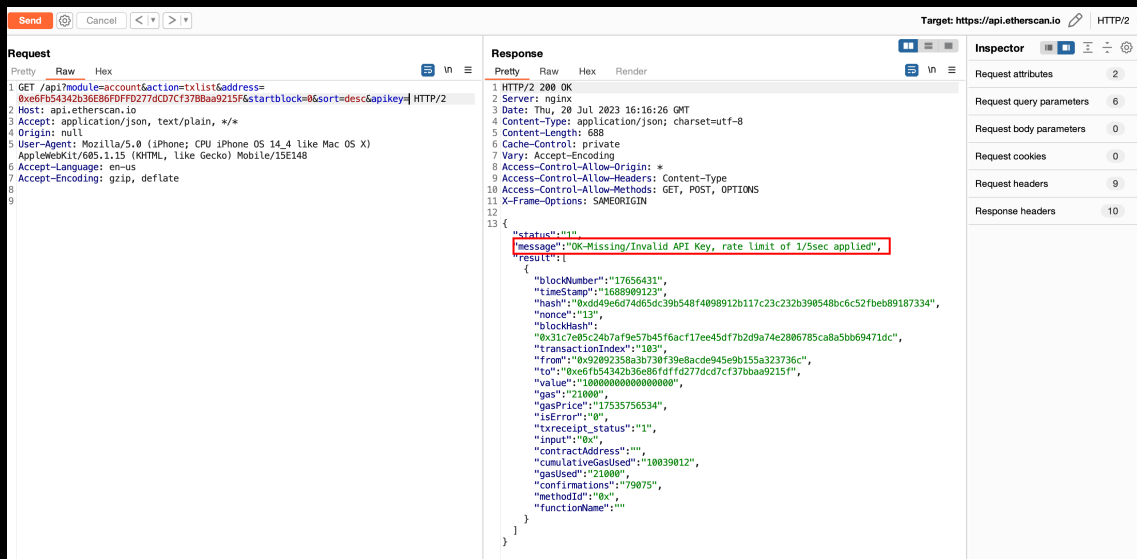 Send Cancel < > Target: https://api.etherscan.io HTTP/2
Request
Pretty Raw Hex \n
1 GET /api?module=account&action=txlist&address=
0xe6Fb54342b36E86FDFFD277dCD7Cf37BBaa9215F&startblock=0&sort=desc&apikey= HTTP/2
2 Host: api.etherscan.io
3 Accept: application/json, text/plain, */*
4 Origin: null
5 User-Agent: Mozilla/5.0 (iPhone; CPU iPhone OS 14_4 like Mac OS X)
AppleWebKit/605.1.15 (KHTML, like Gecko) Mobile/15E148
6 Accept-Language: en-us
7 Accept-Encoding: gzip, deflate
8
9
Response
Pretty Raw Hex Render \n
1 HTTP/2 200 OK
2 Server: nginx
3 Date: Thu, 20 Jul 2023 16:16:26 GMT
4 Content-Type: application/json; charset=utf-8
5 Content-Length: 688
6 Cache-Control: private
7 Vary: Accept-Encoding
8 Access-Control-Allow-Origin: *
9 Access-Control-Allow-Headers: Content-Type
10 Access-Control-Allow-Methods: GET, POST, OPTIONS
11 X-Frame-Options: SAMEORIGIN
12
13 {
"status":"1",
"message":"OK-Missing/Invalid API Key, rate limit of 1/5sec applied",
"result":[
{
"blockNumber":"17656431",
"timeStamp":"1688909123",
"hash":"0xdd49e6d74d65dc39b548f4098912b117c23c232b390548bc6c52fbeb89187334",
"nonce":"13",
"blockHash":
"0x31c7e05c24b7af9e57b45f6acf17ee45df7b2d9a74e2806785ca8a5bb69471dc",
"transactionIndex":"103",
"from":"0x92092358a3b730f39e8acde945e9b155a323736c",
"to":"0xe6fb54342b36e86fdffd277dcd7cf37bbaa9215f",
"value":"10000000000000000",
"gas":"21000",
"gasPrice":"17535756534",
"isError":"0",
"txreceipt_status":"1",
"input":"0x",
"contractAddress":"",
"cumulativeGasUsed":"10039012",
"gasUsed":"21000",
"confirmations":"79075",
"methodId":"0x",
"functionName":""
}
]
}
Inspector
Request attributes 2
Request query parameters 6
Request body parameters 0
Request cookies 0
Request headers 9
Response headers 10